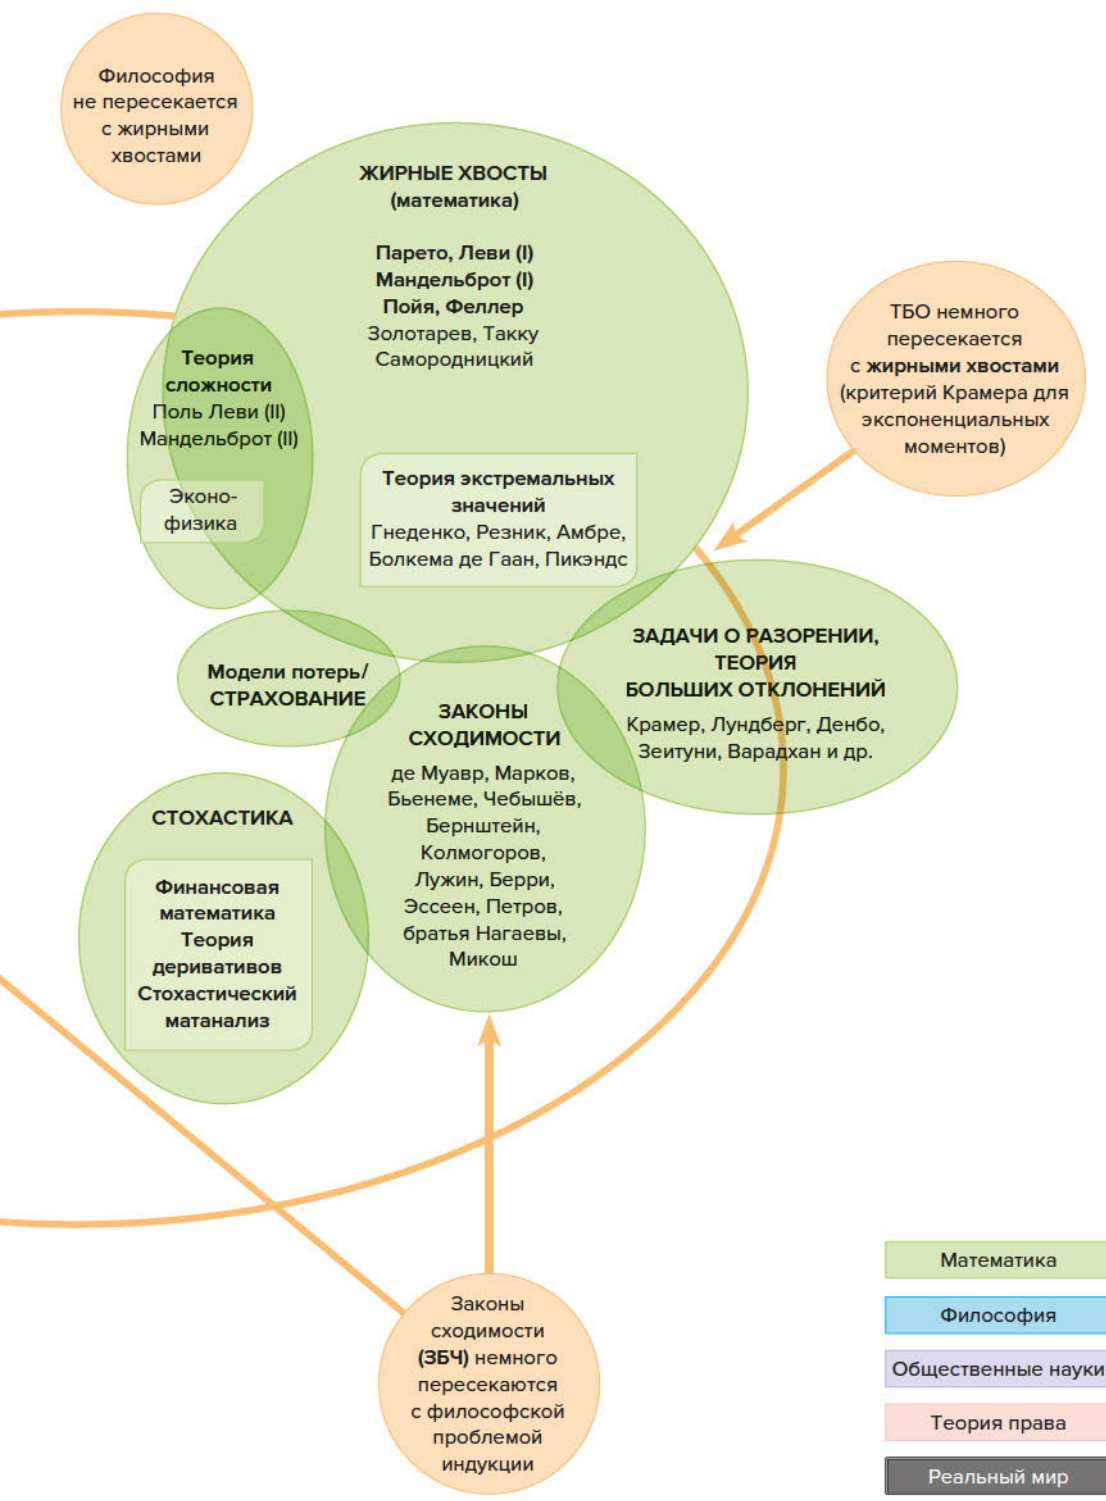 Философия
не пересекается
с жирными
хвостами
ЖИРНЫЕ ХВОСТЫ
(математика)
Парето, Леви (I)
Мандельброт (I)
Пойя, Феллер
Золотарев, Такку
Самородницкий
ТБО немного
пересекается
с жирными хвостами
(критерий Крамера для
экспоненциальных
моментов)
Теория
сложности
Поль Леви (II)
Мандельброт (II)
Эконо-
физика
Теория экстремальных
значений
Гнеденко, Резник, Амбре,
Болкема де Гаан, Пикэндс
Модели потерь/
СТРАХОВАНИЕ
ЗАДАЧИ О РАЗОРЕНИИ,
ТЕОРИЯ
БОЛЬШИХ ОТКЛОНЕНИЙ
Крамер, Лундберг, Денбо,
Зеитуни, Варадхан и др.
ЗАКОНЫ
СХОДИМОСТИ
де Муавр, Марков,
Бьенеме, Чебышёв,
Бернштейн,
Колмогоров,
Лужин, Берри,
Эссеен, Петров,
братья Нагаевы,
Микош
СТОХАСТИКА
Финансовая
математика
Теория
деривативов
Стохастический
матанализ
Законы
сходимости
(ЗБЧ) немного
пересекаются
с философской
проблемой
индукции
Математика
Философия
Общественные науки
Теория права
Реальный мир